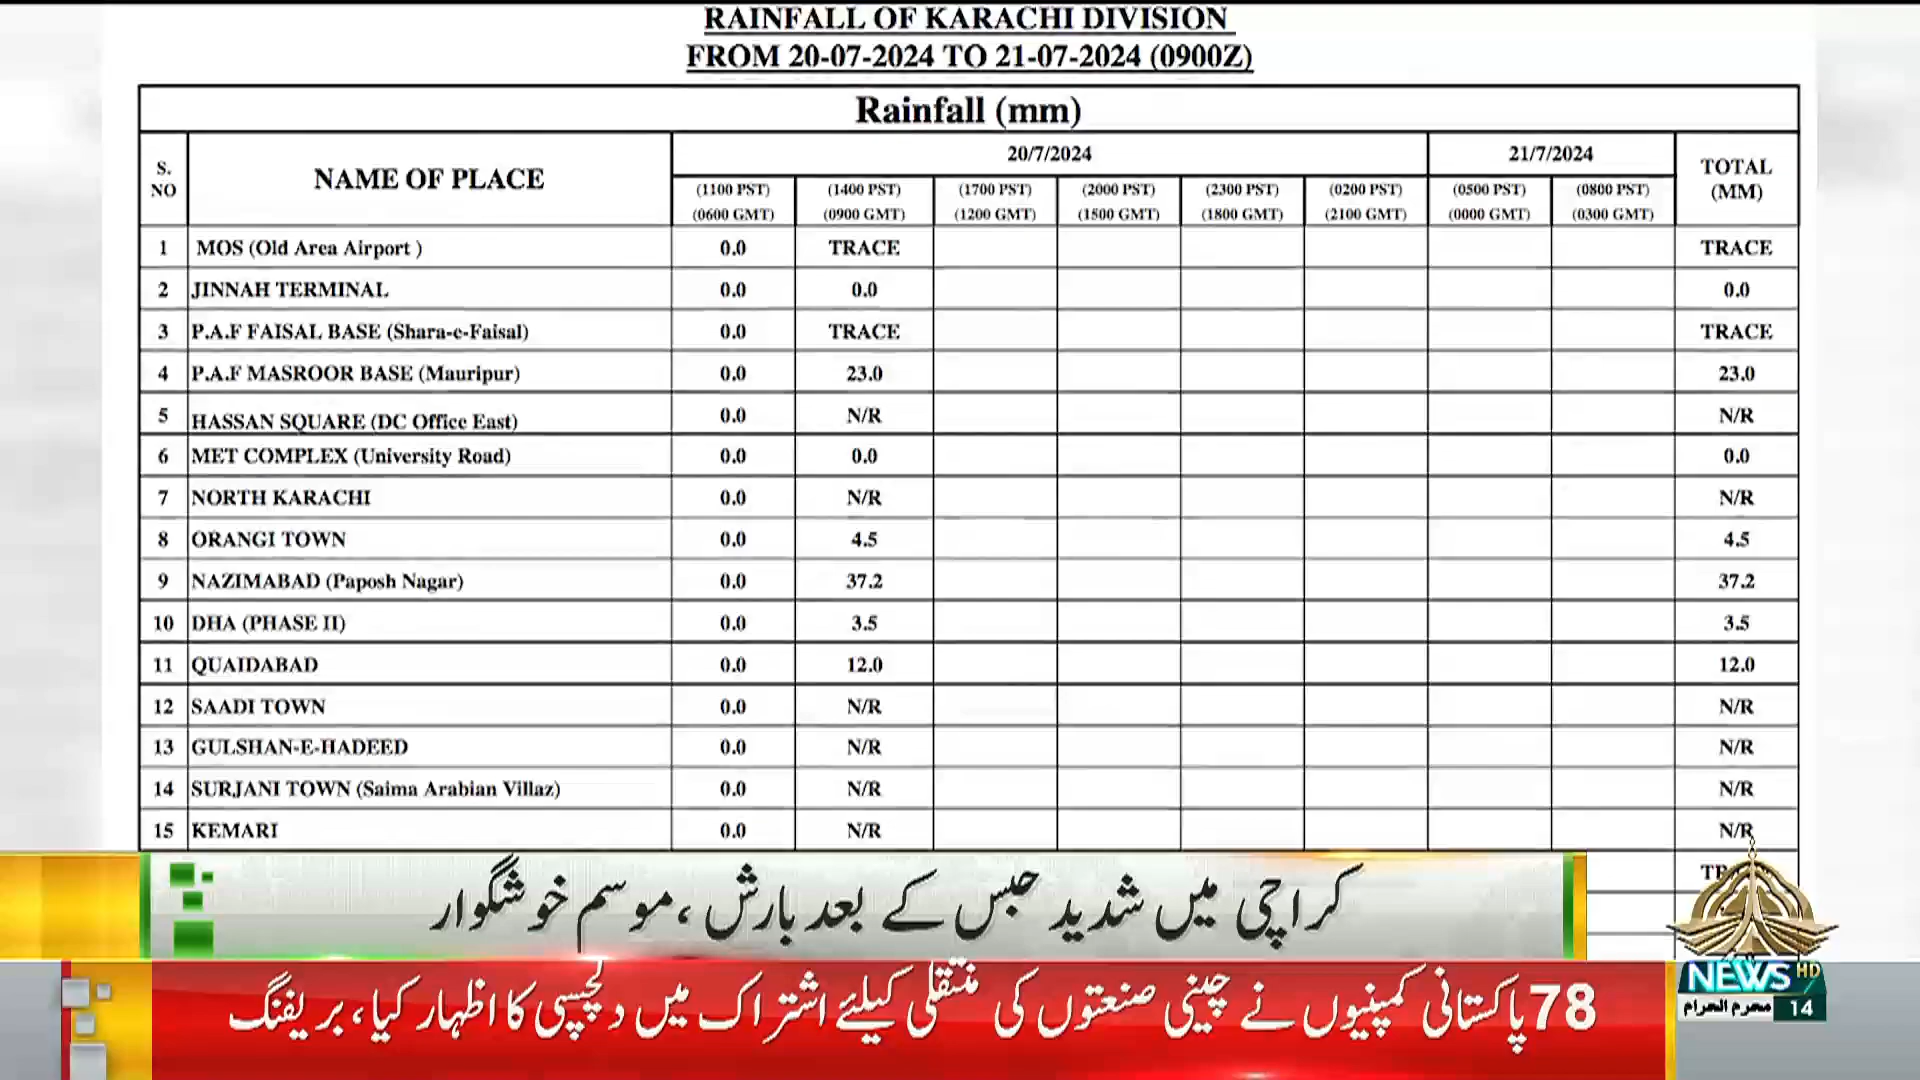 RAINFALL OF KARACHI DIVISION
FROM 20-07-2024 TO 21-07-2024 (0900Z)
Rainfall (mm)
S. NO NAME OF PLACE 20/7/2024 21/7/2024 TOTAL (MM)
(1100 PST) (1400 PST) (1700 PST) (2000 PST) (2300 PST) (0200 PST) (0500 PST) (0800 PST)
(0600 GMT) (0900 GMT) (1200 GMT) (1500 GMT) (1800 GMT) (2100 GMT) (0000 GMT) (0300 GMT)
1 MOS (Old Area Airport ) 0.0 TRACE TRACE
2 JINNAH TERMINAL 0.0 0.0 0.0
3 P.A.F FAISAL BASE (Shara-e-Faisal) 0.0 TRACE TRACE
4 P.A.F MASROOR BASE (Mauripur) 0.0 23.0 23.0
5 HASSAN SQUARE (DC Office East) 0.0 N/R N/R
6 MET COMPLEX (University Road) 0.0 0.0 0.0
7 NORTH KARACHI 0.0 N/R N/R
8 ORANGI TOWN 0.0 4.5 4.5
9 NAZIMABAD (Paposh Nagar) 0.0 37.2 37.2
10 DHA (PHASE II) 0.0 3.5 3.5
11 QUAIDABAD 0.0 12.0 12.0
12 SAADI TOWN 0.0 N/R N/R
13 GULSHAN-E-HADEED 0.0 N/R N/R
14 SURJANI TOWN (Saima Arabian Villaz) 0.0 N/R N/R
15 KEMARI 0.0 N/R N/R
کراچی میں شدید حبس کے بعد بارش ، موسم خوشگوار
78 پاکستانی کمپنیوں نے چینی صنعتوں کی منتقلی کیلئے اشتراک میں دلچسپی کا اظہار کیا، بریفنگ
NEWS HD
14 محرم الحرام